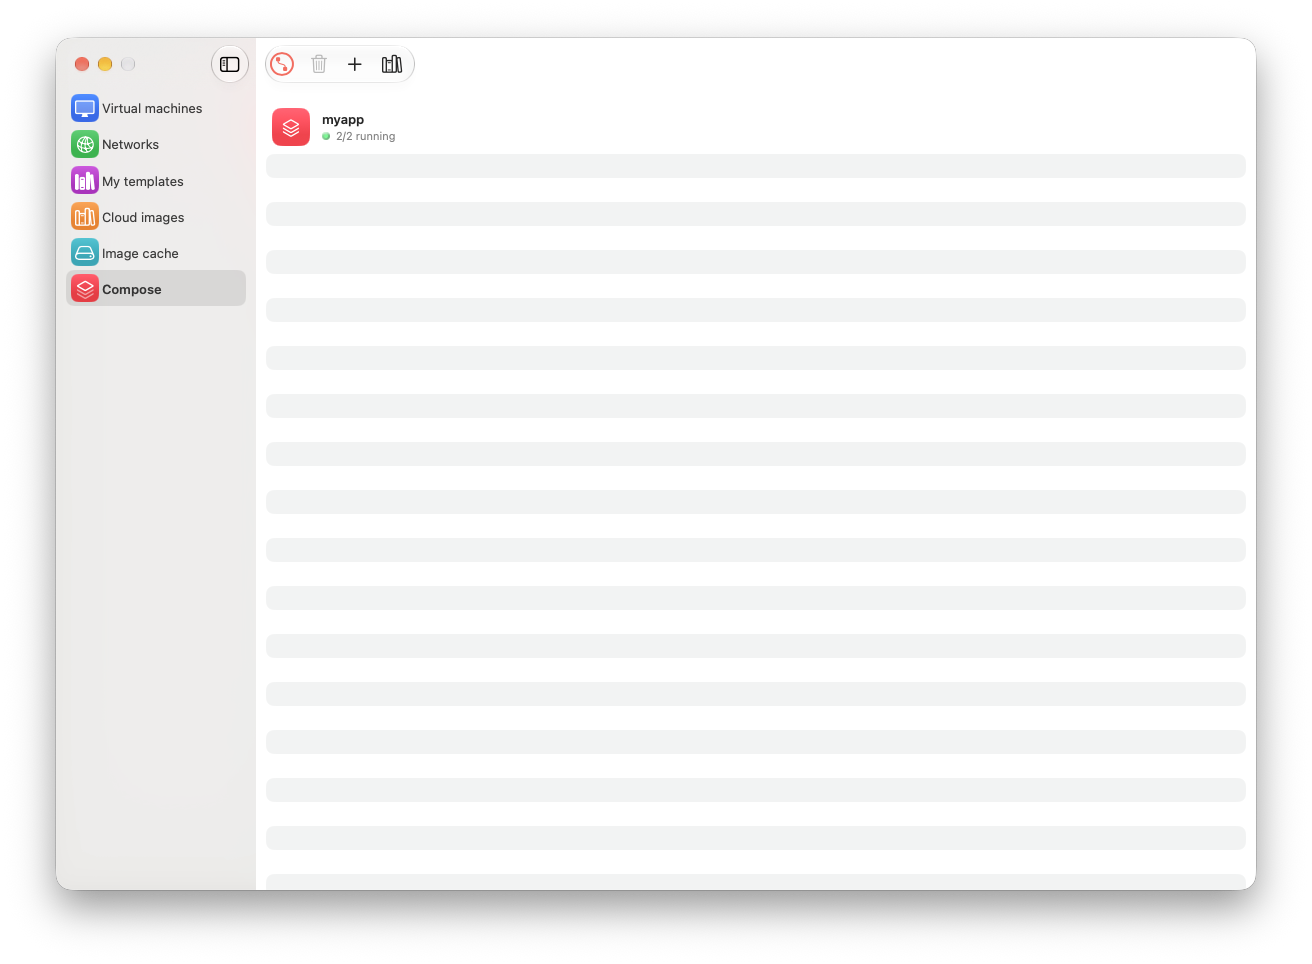 Virtual machines
Networks
My templates
Cloud images
Image cache
Compose
myapp
2/2 running